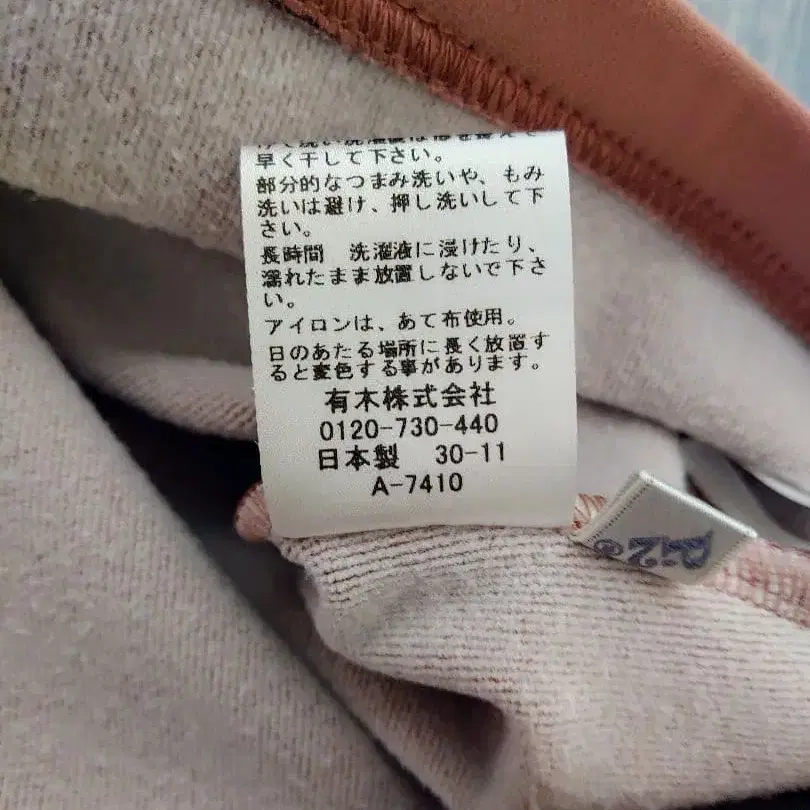 早く干して下さい。
部分的なつまみ洗いや、もみ
洗いは避け、押し洗いして下
さい。
長時間　洗濯液に浸けたり、
濡れたまま放置しないで下さ
い。
アイロンは、あて布使用。
日のあたる場所に長く放置す
ると変色する事があります。
有木株式会社
0120-730-440
日本製　30-11
A-7410